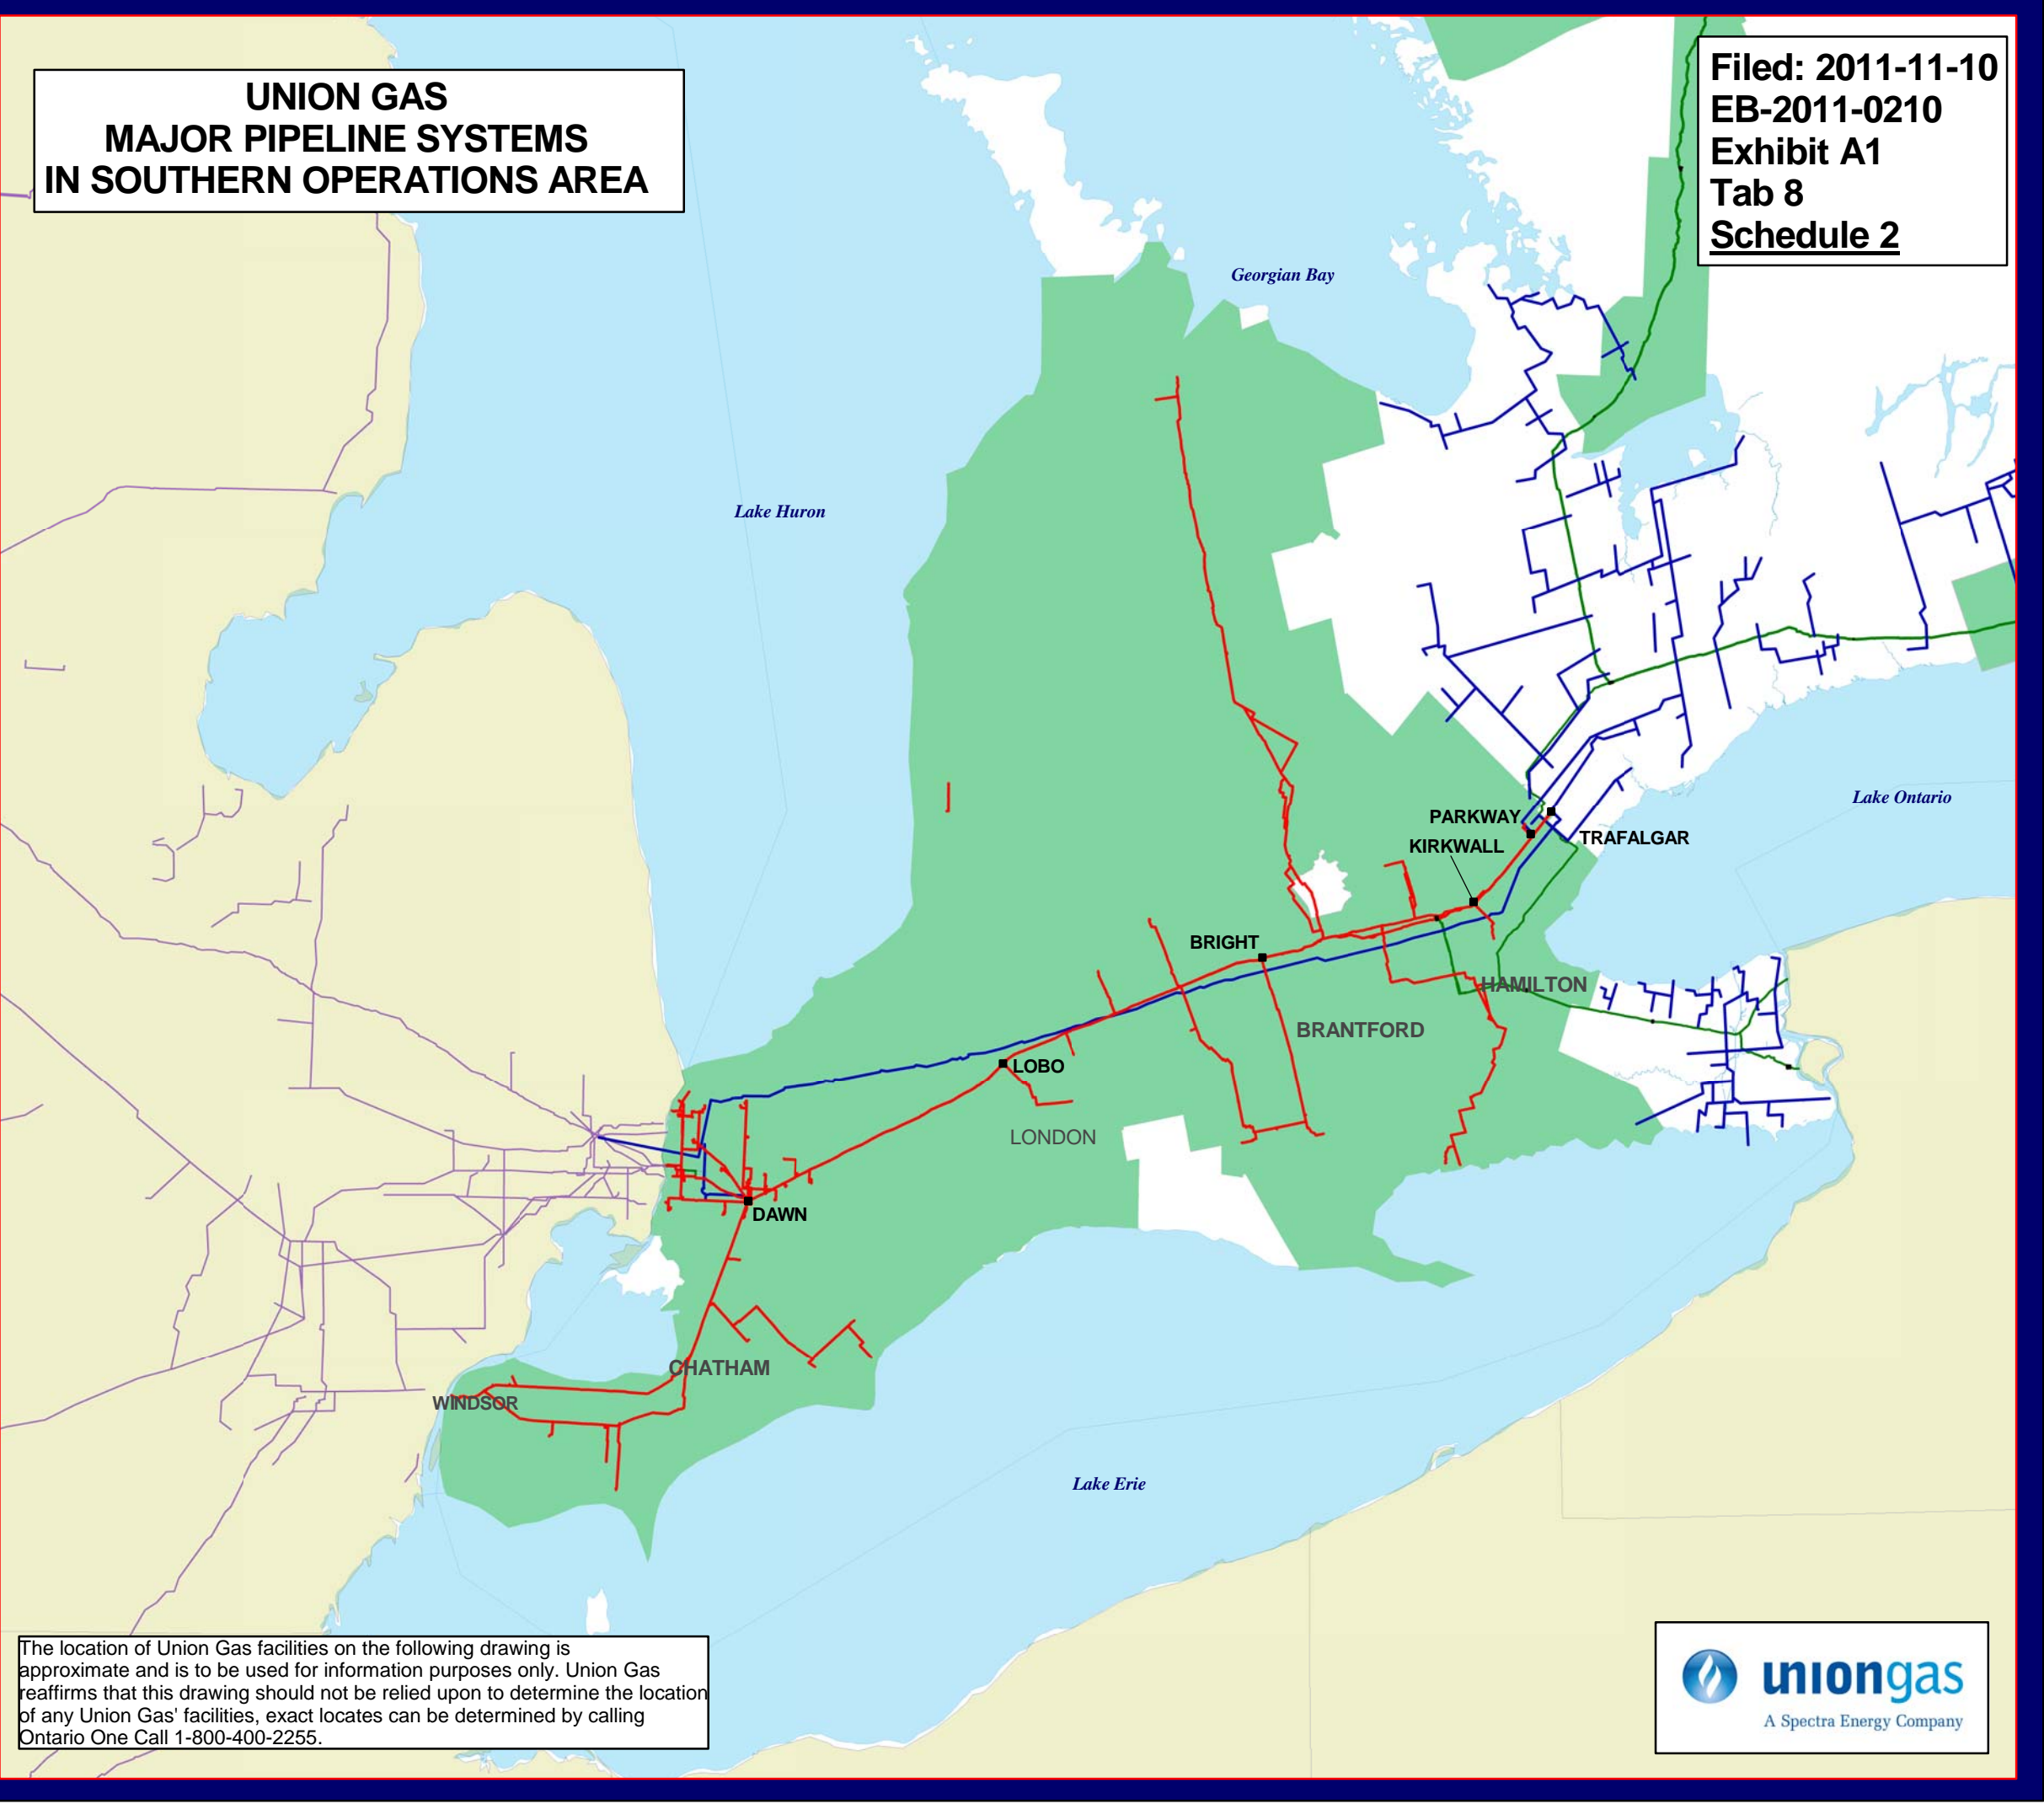 UNION GAS
MAJOR PIPELINE SYSTEMS
IN SOUTHERN OPERATIONS AREA
Filed: 2011-11-10
EB-2011-0210
Exhibit A1
Tab 8
Schedule 2
Georgian Bay
Lake Huron
Lake Ontario
PARKWAY
TRAFALGAR
KIRKWALL
BRIGHT
HAMILTON
BRANTFORD
LOBO
LONDON
DAWN
CHATHAM
WINDSOR
Lake Erie
The location of Union Gas facilities on the following drawing is
approximate and is to be used for information purposes only. Union Gas
reaffirms that this drawing should not be relied upon to determine the location
of any Union Gas' facilities, exact locates can be determined by calling
Ontario One Call 1-800-400-2255.
uniongas
A Spectra Energy Company